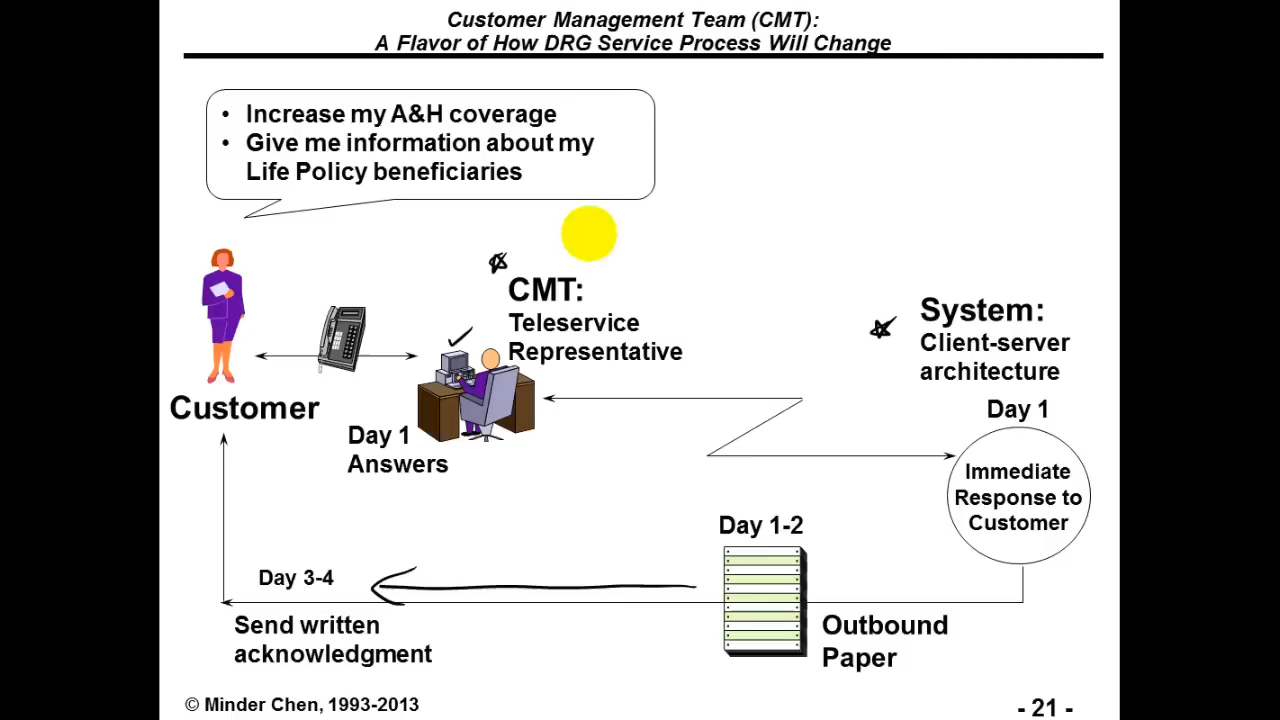 Customer Management Team (CMT):
A Flavor of How DRG Service Process Will Change
• Increase my A&H coverage
• Give me information about my
Life Policy beneficiaries
CMT:
Teleservice
Representative
System:
Client-server
architecture
Customer
Day 1
Answers
Day 1
Immediate
Response to
Customer
Day 1-2
Day 3-4
Send written
acknowledgment
Outbound
Paper
© Minder Chen, 1993-2013
- 21 -